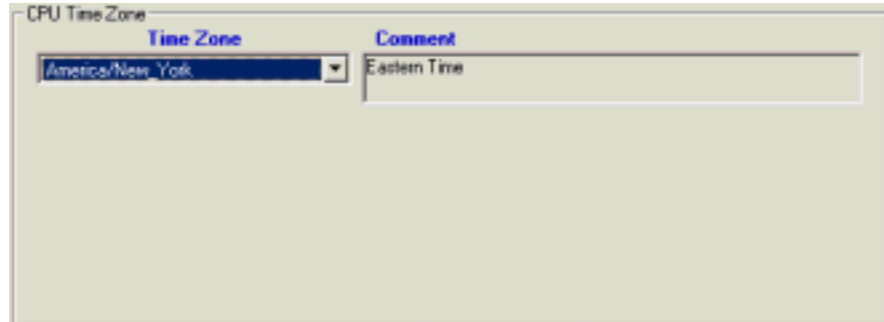 CPU Time Zone
Time Zone Comment
America/New_York Eastern Time